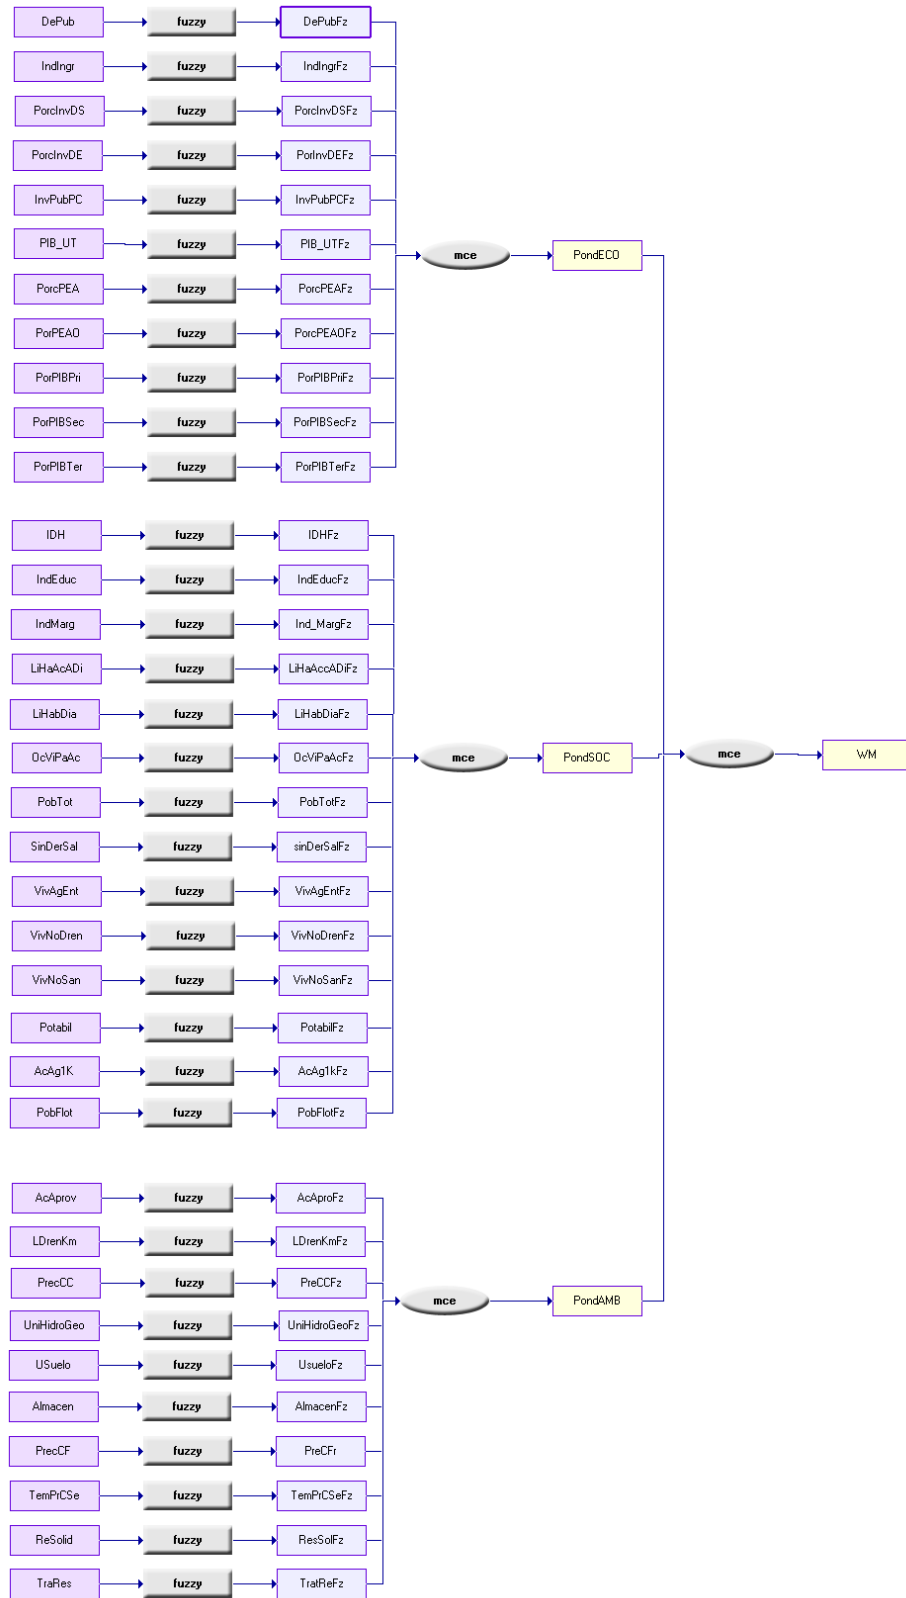 DePub fuzzy DePubFz
IndIngr fuzzy IndIngrFz
PorcInvDS fuzzy PorcInvDSFz
PorcInvDE fuzzy PorInvDEFz
InvPubPC fuzzy InvPubPCFz
PIB_UT fuzzy PIB_UTFz
mce PondECO
PorcPEA fuzzy PorcPEAFz
PorPEAO fuzzy PorcPEAOFz
PorPIBPri fuzzy PorPIBPriFz
PorPIBSec fuzzy PorPIBSecFz
PorPIBTer fuzzy PorPIBTerFz
IDH fuzzy IDHFz
IndEduc fuzzy IndEducFz
IndMarg fuzzy Ind_MargFz
LiHaAcADi fuzzy LiHaAccADiFz
LiHabDia fuzzy LiHabDiaFz
OcViPaAc fuzzy OcViPaAcFz mce PondSOC mce WM
PobTot fuzzy PobTotFz
SinDerSal fuzzy sinDerSalFz
VivAgEnt fuzzy VivAgEntFz
VivNoDren fuzzy VivNoDrenFz
VivNoSan fuzzy VivNoSanFz
Potabil fuzzy PotabilFz
AcAg1K fuzzy AcAg1kFz
PobFlot fuzzy PobFlotFz
AcAprov fuzzy AcAproFz
LDrenKm fuzzy LDrenKmFz
PrecCC fuzzy PreCCFz
mce PondAMB
UniHidroGeo fuzzy UniHidroGeoFz
USuelo fuzzy UsueloFz
Almacen fuzzy AlmacenFz
PrecCF fuzzy PreCFr
TemPrCSe fuzzy TemPrCSeFz
ReSolid fuzzy ResSolFz
TraRes fuzzy TratReFz